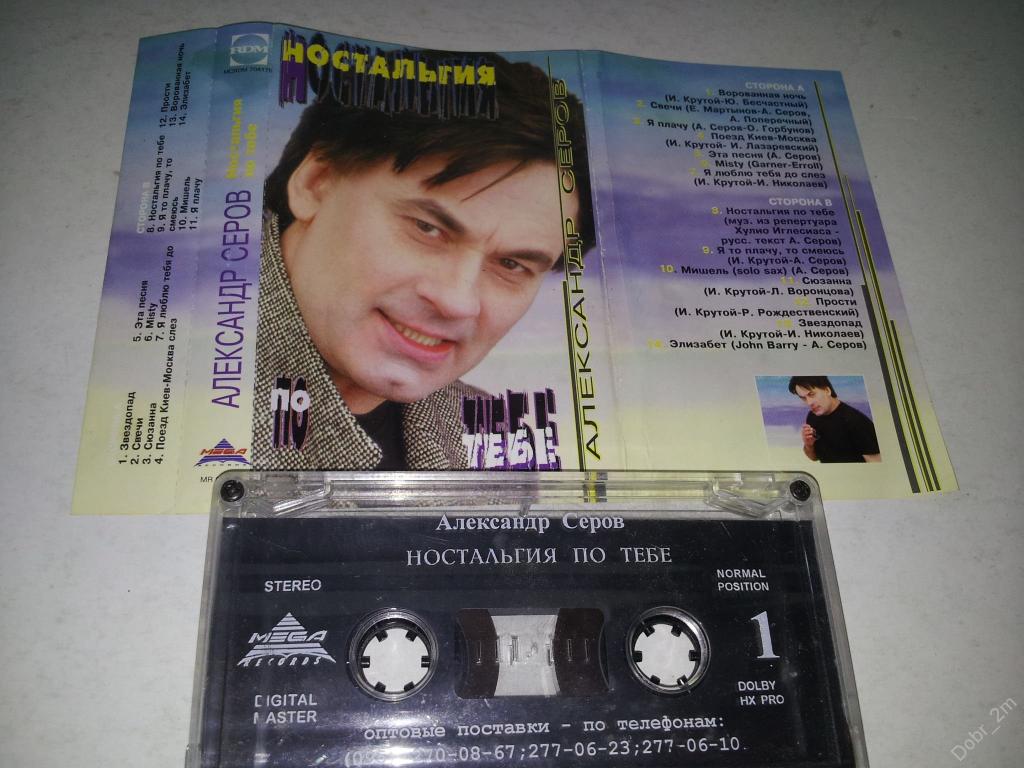 12. Прости
13. Ворованная ночь
14. Элизабет
СТОРОНА В
8. Ностальгия по тебе
9. Я то плачу, то
смеюсь
10. Мишель
11. Я плачу
5. Эта песня
6. Misty
7. Я люблю тебя до
слез
1. Звездопад
2. Свечи
3. Сюзанна
4. Поезд Киев-Москва
RDM
АЛЕКСАНДР СЕРОВ
Ностальгия
по тебе
MEGA
RECORDS
MR
НОСТАЛЬГИЯ
ПО
ТЕБЕ
АЛЕКСАНДР СЕРОВ
СТОРОНА А
1. Ворованная ночь
(И. Крутой-Ю. Бесчастный)
2. Свечи (Е. Мартынов-А. Серов,
А. Поперечный)
3. Я плачу (А. Серов-О. Горбунов)
4. Поезд Киев-Москва
(И. Крутой- И. Лазаревский)
5. Эта песня (А. Серов)
6. Misty (Garner-Erroll)
7. Я люблю тебя до слез
(И. Крутой-И. Николаев)
СТОРОНА В
8. Ностальгия по тебе
(муз. из репертуара
Хулио Иглесиаса -
русс. текст А. Серов)
9. Я то плачу, то смеюсь
(И. Крутой-А. Серов)
10. Мишель (solo sax) (А. Серов)
11. Сюзанна
(И. Крутой-Л. Воронцова)
12. Прости
(И. Крутой-Р. Рождественский)
13. Звездопад
(И. Крутой-И. Николаев)
14. Элизабет (John Barry - А. Серов)
Александр Серов
НОСТАЛЬГИЯ ПО ТЕБЕ
STEREO
NORMAL
POSITION
MEGA
RECORDS
1
DIGITAL
MASTER
DOLBY
HX PRO
оптовые поставки - по телефонам:
70-08-67;277-06-23;277-06-10.
Dobr_2m